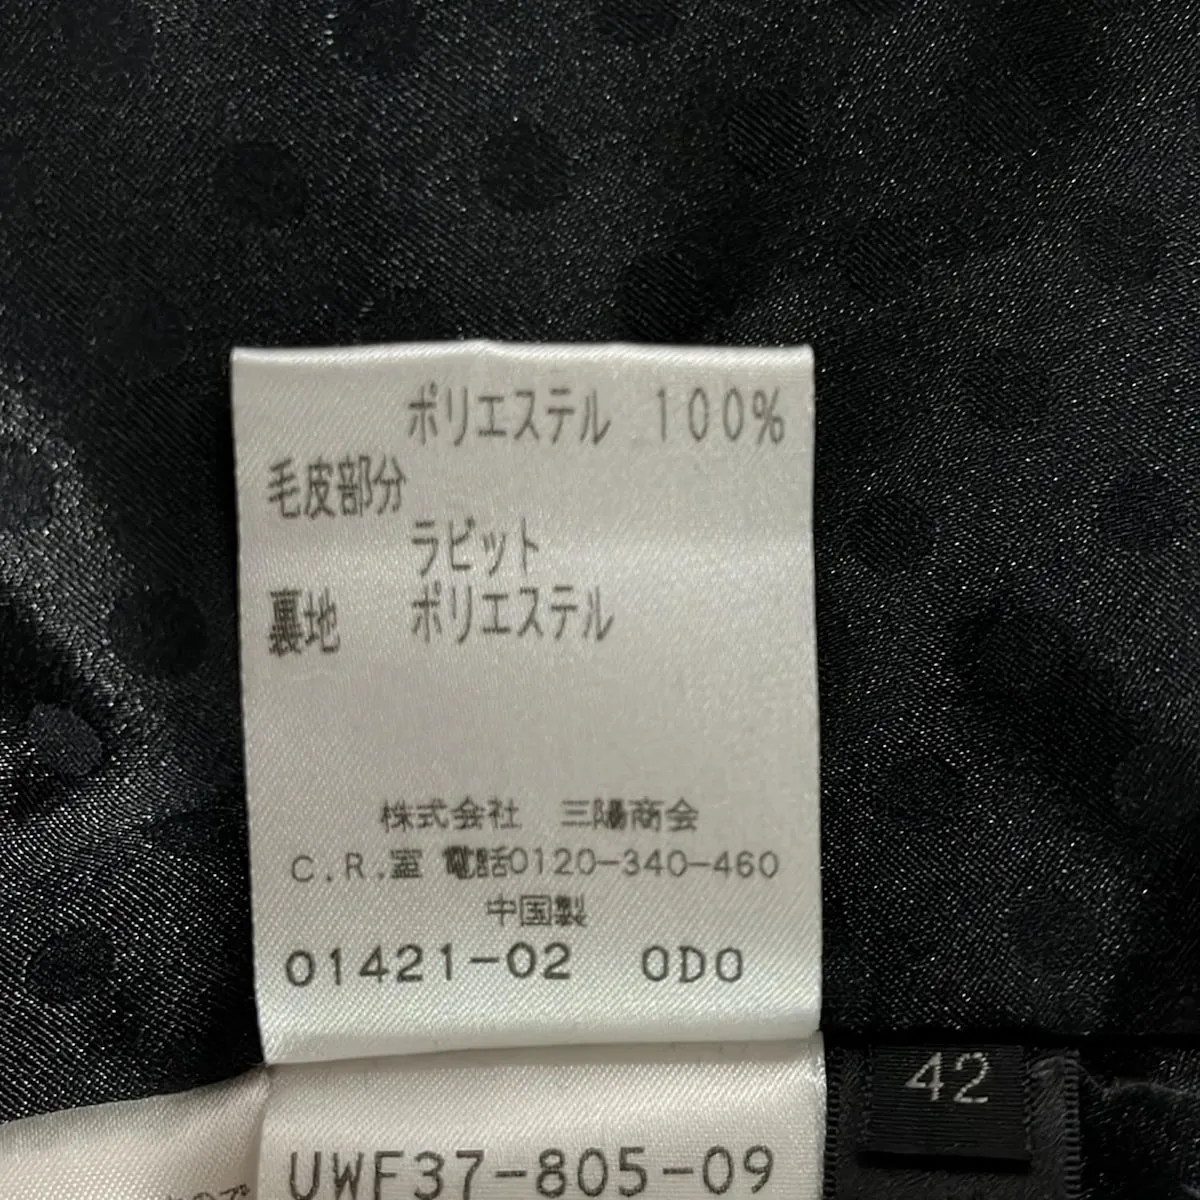 ポリエステル 100%
毛皮部分
ラビット
裏地 ポリエステル
株式会社 三陽商会
C.R.室 電話0120-340-460
中国製
01421-02 0D0
42
UWF37-805-09